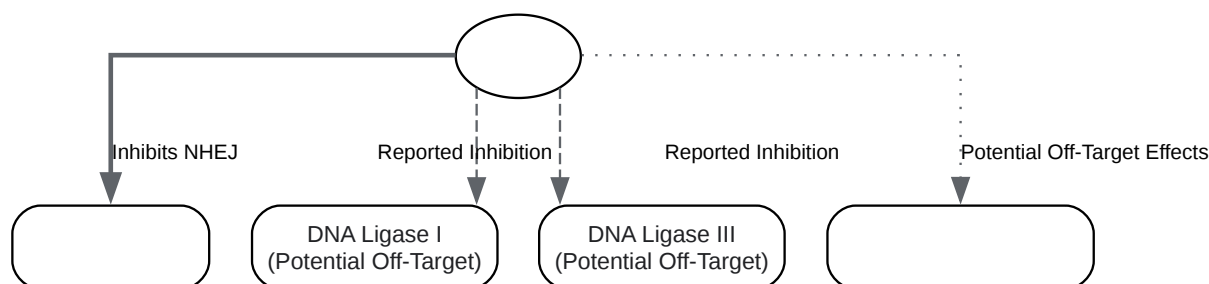 Inhibits NHEJ
Reported Inhibition
Reported Inhibition
Potential Off-Target Effects
DNA Ligase I
(Potential Off-Target)
DNA Ligase III
(Potential Off-Target)